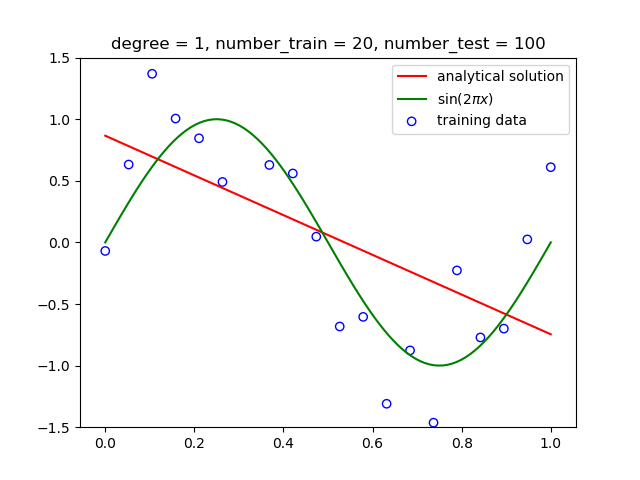 degree = 1, number_train = 20, number_test = 100
analytical solution
sin(2πx)
training data
1.5
1.0
0.5
0.0
−0.5
−1.0
−1.5
0.0 0.2 0.4 0.6 0.8 1.0